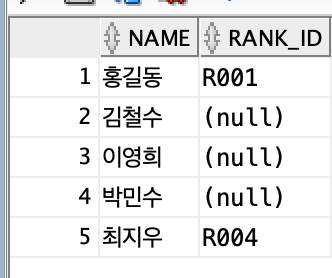 NAME RANK_ID
1 홍길동 R001
2 김철수 (null)
3 이영희 (null)
4 박민수 (null)
5 최지우 R004